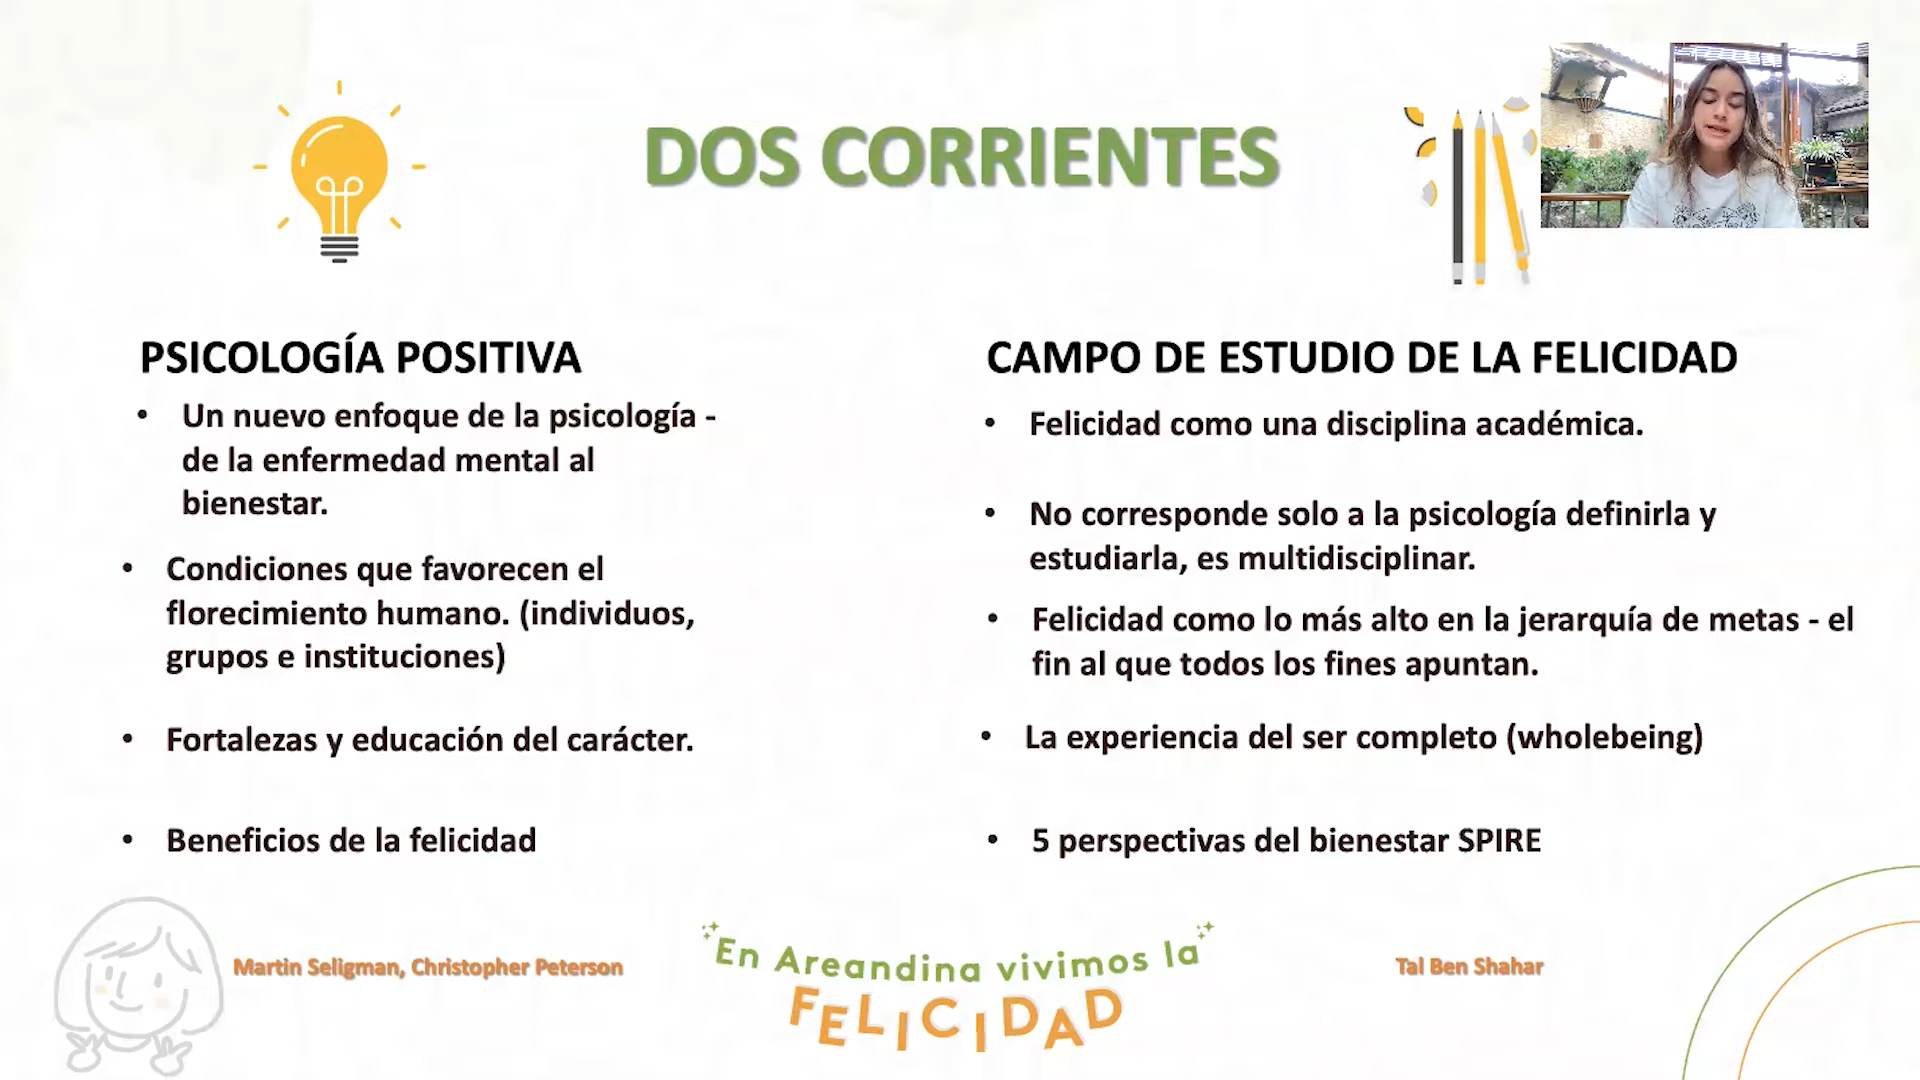 DOS CORRIENTES
PSICOLOGÍA POSITIVA
• Un nuevo enfoque de la psicología -
de la enfermedad mental al
bienestar.
• Condiciones que favorecen el
florecimiento humano. (individuos,
grupos e instituciones)
• Fortalezas y educación del carácter.
• Beneficios de la felicidad
Martin Seligman, Christopher Peterson
CAMPO DE ESTUDIO DE LA FELICIDAD
• Felicidad como una disciplina académica.
• No corresponde solo a la psicología definirla y
estudiarla, es multidisciplinar.
• Felicidad como lo más alto en la jerarquía de metas - el
fin al que todos los fines apuntan.
• La experiencia del ser completo (wholebeing)
• 5 perspectivas del bienestar SPIRE
Tal Ben Shahar
En Areandina vivimos la
FELICIDAD